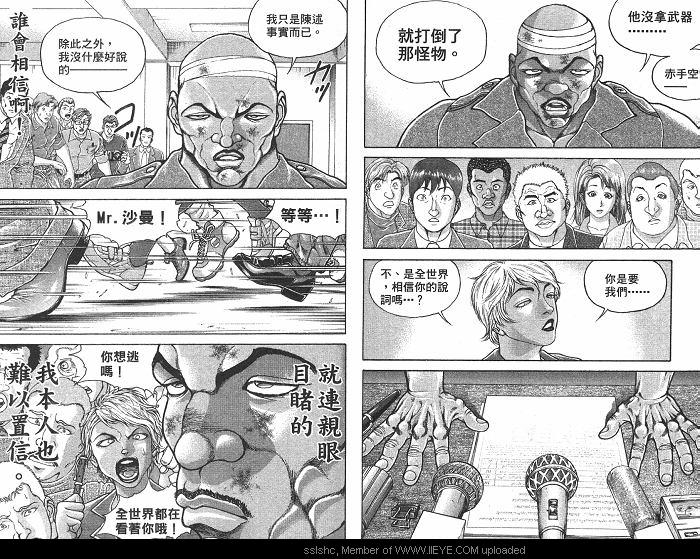 他沒拿武器
………
赤手空
——
就打倒了
那怪物。
你是要
我們……
不、是全世界
，相信你的說
詞嗎…？
我只是陳述
事實而已。
除此之外，
我沒什麼好說
的————
誰會相信啊！
等等…！
Mr.沙曼！
就連親眼
目睹的
你想逃
嗎！
我本人也
難以置信
全世界都在
看著你哦！
sslshc, Member of WWW.IIEYE.COM uploaded